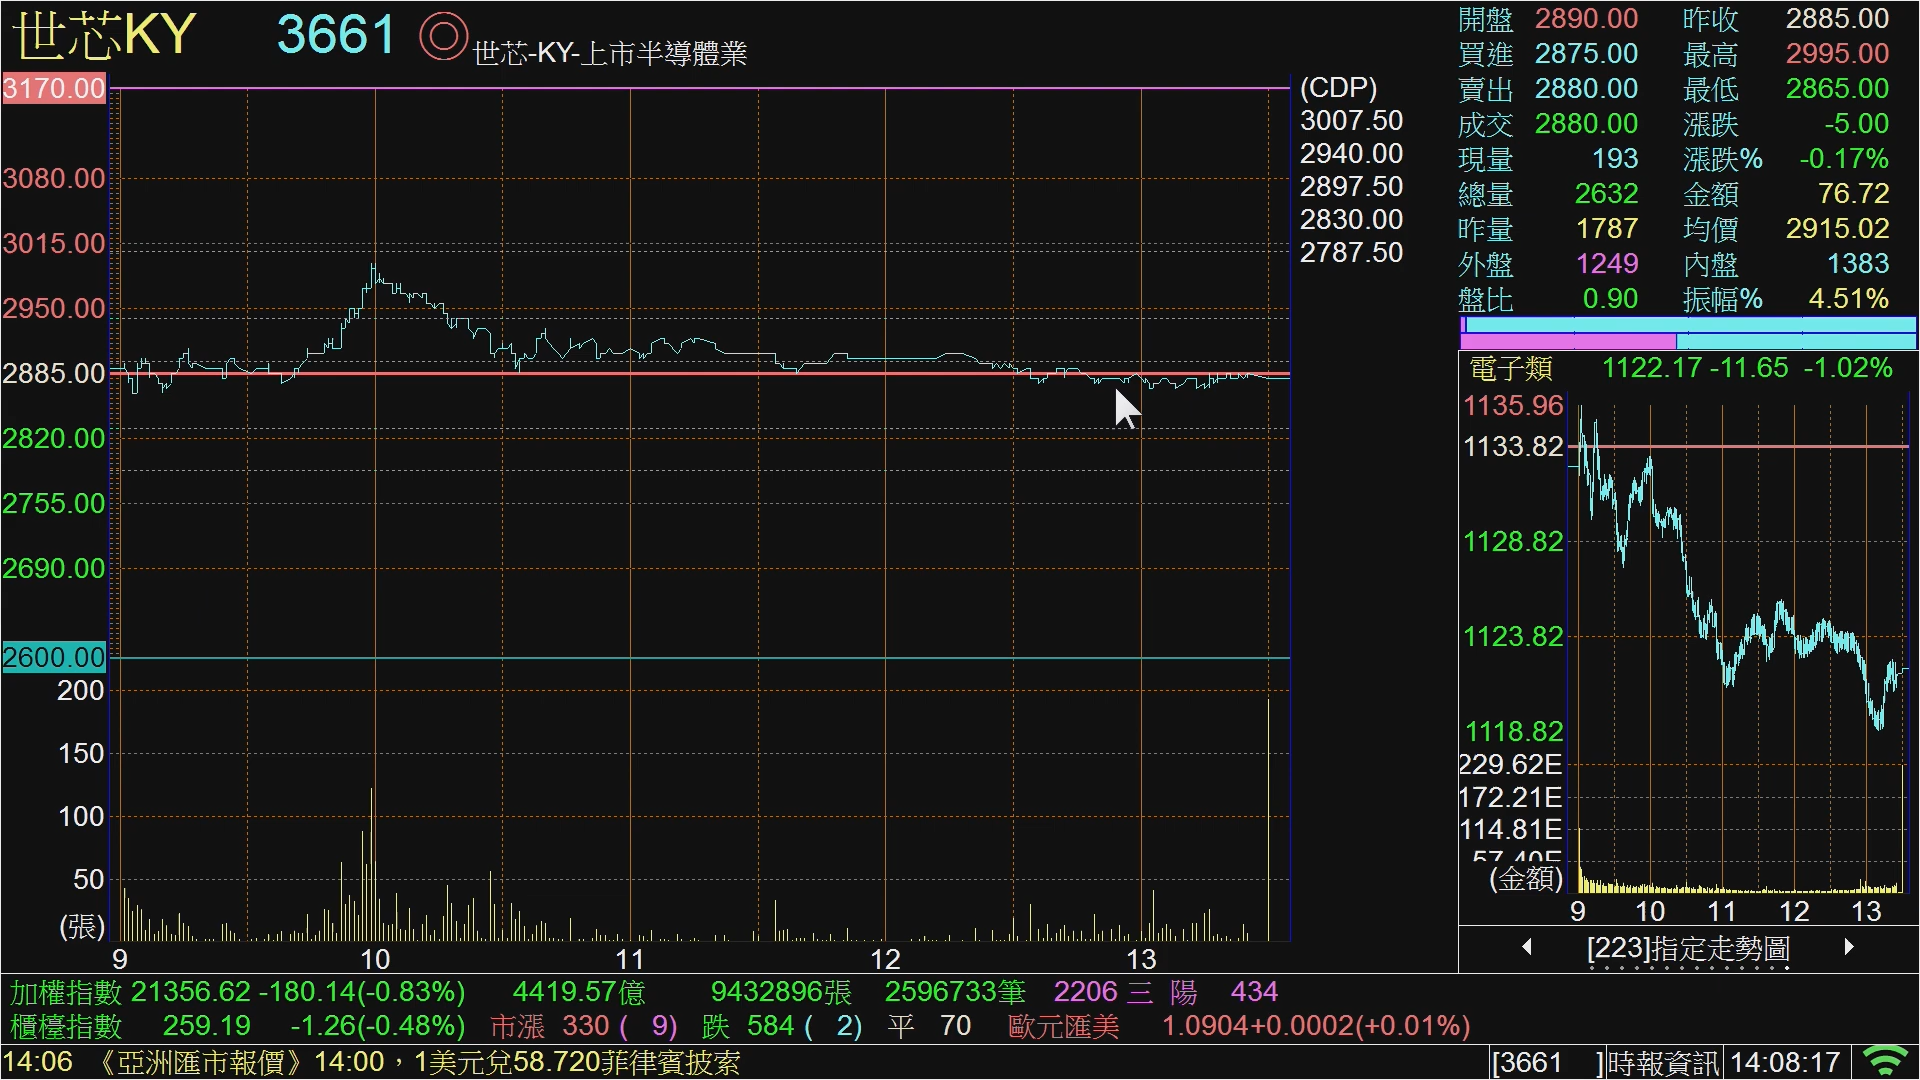 世芯KY 3661 世芯-KY-上市半導體業
3170.00
3080.00
3015.00
2950.00
2885.00
2820.00
2755.00
2690.00
2600.00
200
150
100
50
(張)
9 10 11 12 13
(CDP)
3007.50
2940.00
2897.50
2830.00
2787.50
開盤 2890.00 昨收 2885.00
買進 2875.00 最高 2995.00
賣出 2880.00 最低 2865.00
成交 2880.00 漲跌 -5.00
現量 193 漲跌% -0.17%
總量 2632 金額 76.72
昨量 1787 均價 2915.02
外盤 1249 內盤 1383
盤比 0.90 振幅% 4.51%
電子類 1122.17 -11.65 -1.02%
1135.96
1133.82
1128.82
1123.82
1118.82
229.62E
172.21E
114.81E
57.40E
(金額)
9 10 11 12 13
[223]指定走勢圖
加權指數 21356.62 -180.14(-0.83%) 4419.57億 9432896張 2596733筆 2206 三 陽 434
櫃檯指數 259.19 -1.26(-0.48%) 市漲 330 ( 9) 跌 584 ( 2) 平 70 歐元匯美 1.0904+0.0002(+0.01%)
14:06 《亞洲匯市報價》14:00，1美元兌58.720菲律賓披索 [3661 ]時報資訊 14:08:17